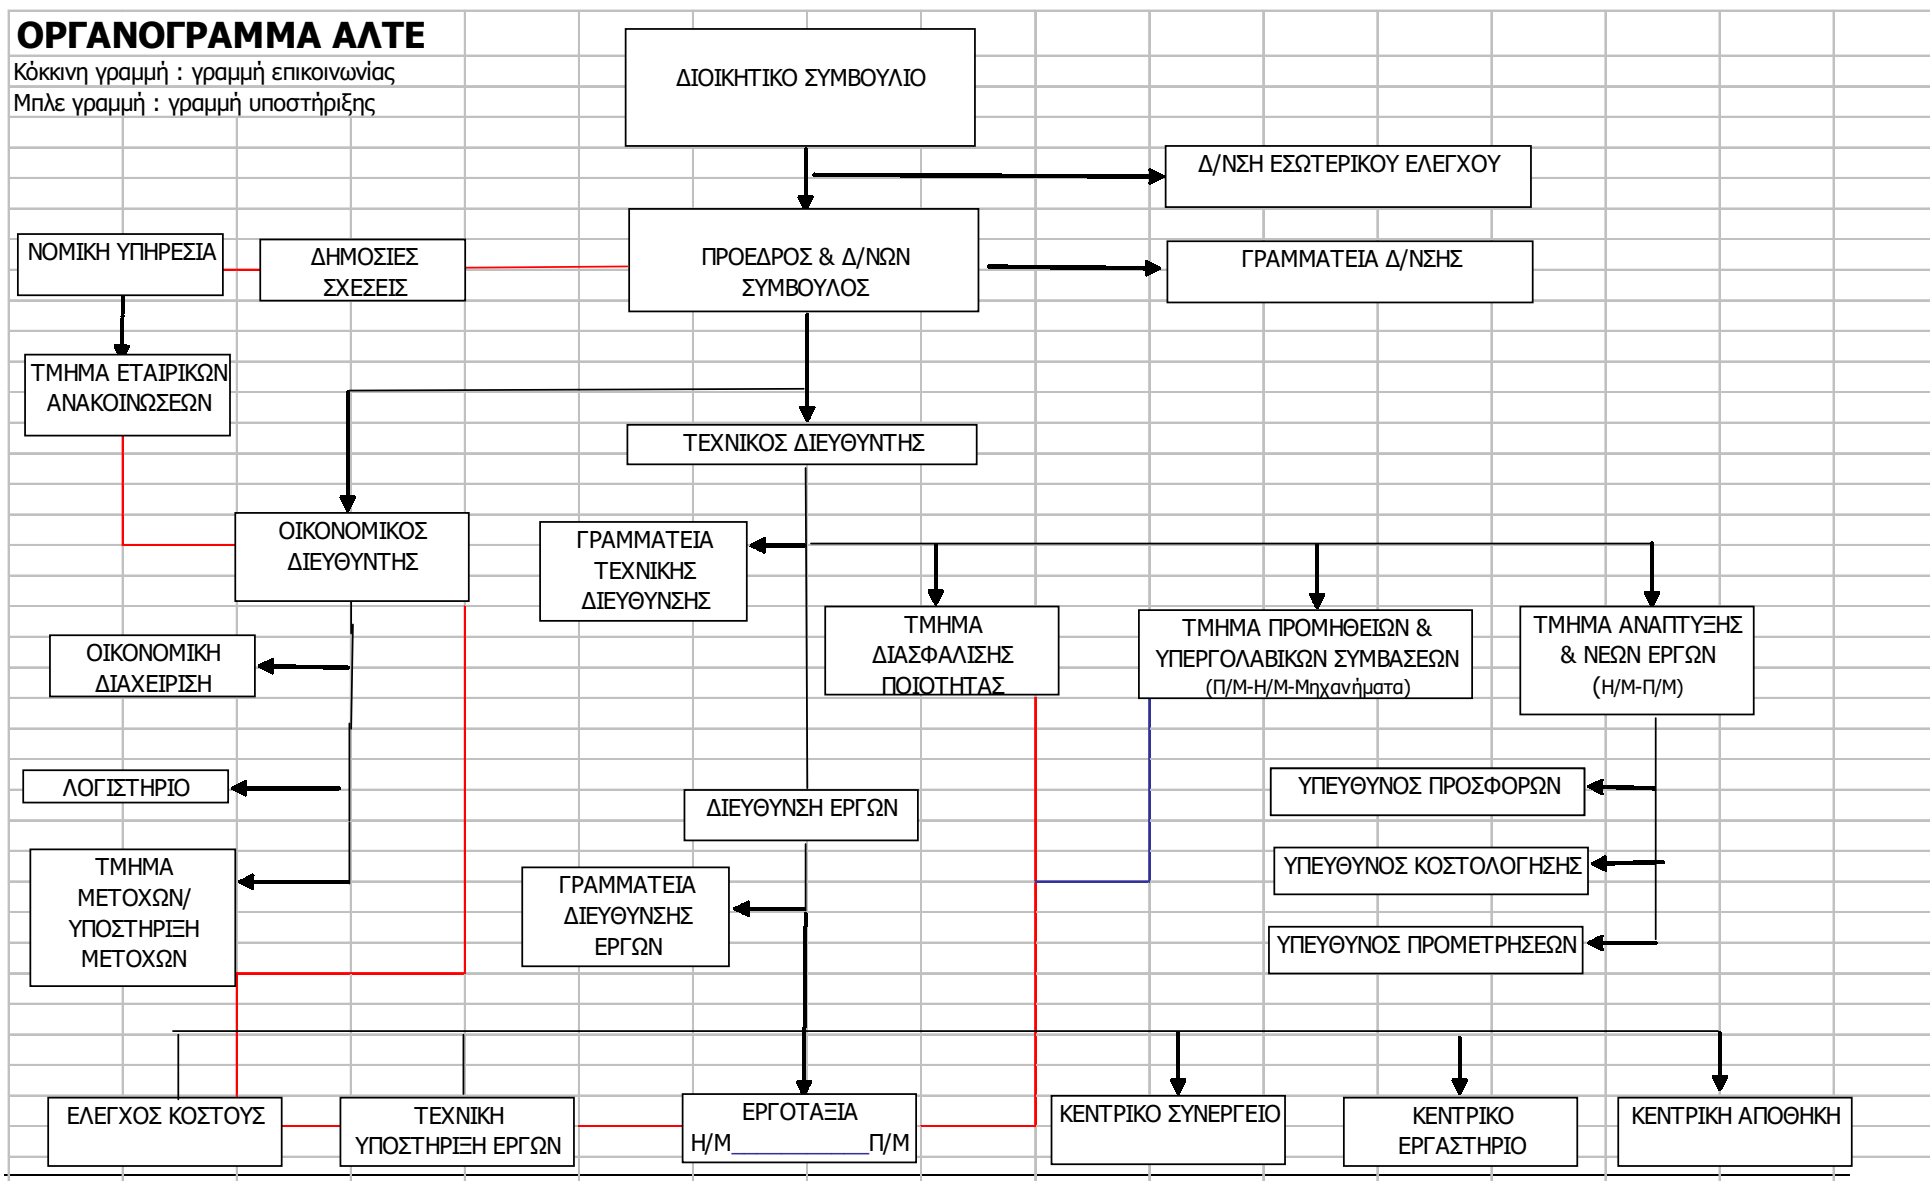 ΟΡΓΑΝΟΓΡΑΜΜΑ ΑΛΤΕ
Κόκκινη γραμμή : γραμμή επικοινωνίας
Μπλε γραμμή : γραμμή υποστήριξης
ΔΙΟΙΚΗΤΙΚΟ ΣΥΜΒΟΥΛΙΟ
Δ/ΝΣΗ ΕΣΩΤΕΡΙΚΟΥ ΕΛΕΓΧΟΥ
ΝΟΜΙΚΗ ΥΠΗΡΕΣΙΑ
ΔΗΜΟΣΙΕΣ
ΣΧΕΣΕΙΣ
ΠΡΟΕΔΡΟΣ & Δ/ΝΩΝ
ΣΥΜΒΟΥΛΟΣ
ΓΡΑΜΜΑΤΕΙΑ Δ/ΝΣΗΣ
ΤΜΗΜΑ ΕΤΑΙΡΙΚΩΝ
ΑΝΑΚΟΙΝΩΣΕΩΝ
ΤΕΧΝΙΚΟΣ ΔΙΕΥΘΥΝΤΗΣ
ΟΙΚΟΝΟΜΙΚΟΣ
ΔΙΕΥΘΥΝΤΗΣ
ΓΡΑΜΜΑΤΕΙΑ
ΤΕΧΝΙΚΗΣ
ΔΙΕΥΘΥΝΣΗΣ
ΤΜΗΜΑ
ΔΙΑΣΦΑΛΙΣΗΣ
ΠΟΙΟΤΗΤΑΣ
ΤΜΗΜΑ ΠΡΟΜΗΘΕΙΩΝ &
ΥΠΕΡΓΟΛΑΒΙΚΩΝ ΣΥΜΒΑΣΕΩΝ
(Π/Μ-Η/Μ-Μηχανήματα)
ΤΜΗΜΑ ΑΝΑΠΤΥΞΗΣ
& ΝΕΩΝ ΕΡΓΩΝ
(Η/Μ-Π/Μ)
ΟΙΚΟΝΟΜΙΚΗ
ΔΙΑΧΕΙΡΙΣΗ
ΛΟΓΙΣΤΗΡΙΟ
ΔΙΕΥΘΥΝΣΗ ΕΡΓΩΝ
ΥΠΕΥΘΥΝΟΣ ΠΡΟΣΦΟΡΩΝ
ΤΜΗΜΑ
ΜΕΤΟΧΩΝ/
ΥΠΟΣΤΗΡΙΞΗ
ΜΕΤΟΧΩΝ
ΓΡΑΜΜΑΤΕΙΑ
ΔΙΕΥΘΥΝΣΗΣ
ΕΡΓΩΝ
ΥΠΕΥΘΥΝΟΣ ΚΟΣΤΟΛΟΓΗΣΗΣ
ΥΠΕΥΘΥΝΟΣ ΠΡΟΜΕΤΡΗΣΕΩΝ
ΕΛΕΓΧΟΣ ΚΟΣΤΟΥΣ
ΤΕΧΝΙΚΗ
ΥΠΟΣΤΗΡΙΞΗ ΕΡΓΩΝ
ΕΡΓΟΤΑΞΙΑ
Η/Μ___________Π/Μ
ΚΕΝΤΡΙΚΟ ΣΥΝΕΡΓΕΙΟ
ΚΕΝΤΡΙΚΟ
ΕΡΓΑΣΤΗΡΙΟ
ΚΕΝΤΡΙΚΗ ΑΠΟΘΗΚΗ